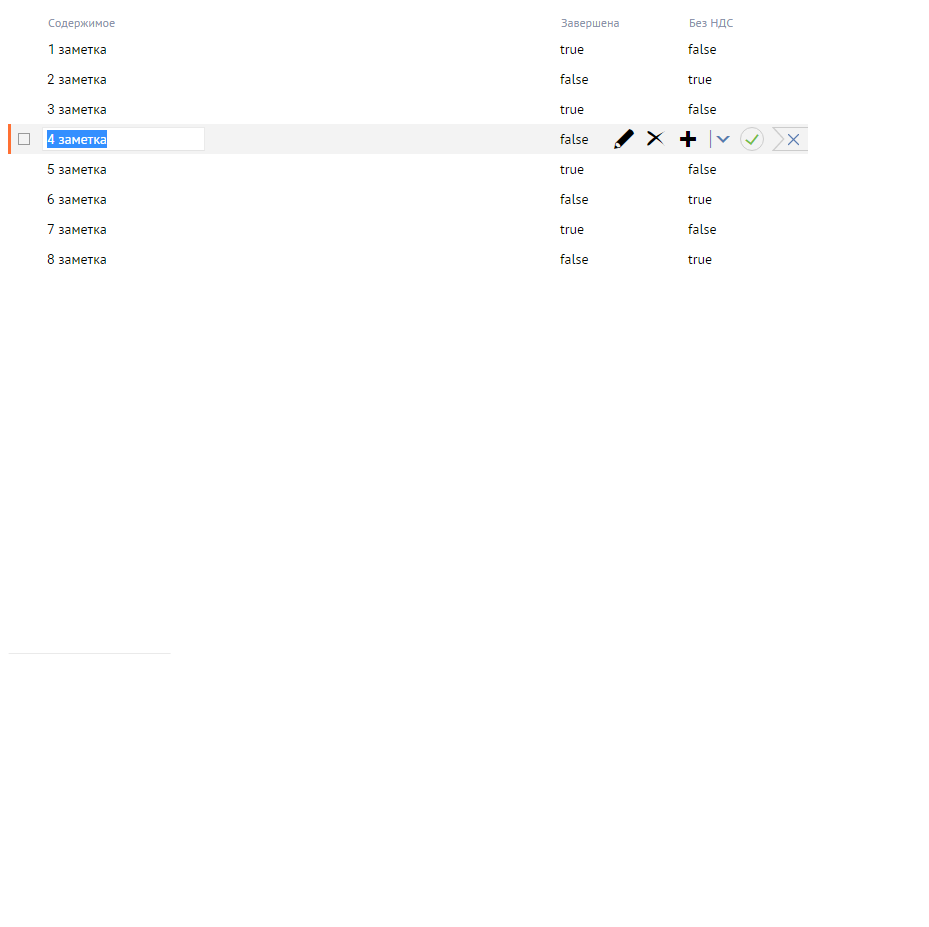 Содержимое Завершена Без НДС
1 заметка true false
2 заметка false true
3 заметка true false
4 заметка false
5 заметка true false
6 заметка false true
7 заметка true false
8 заметка false true